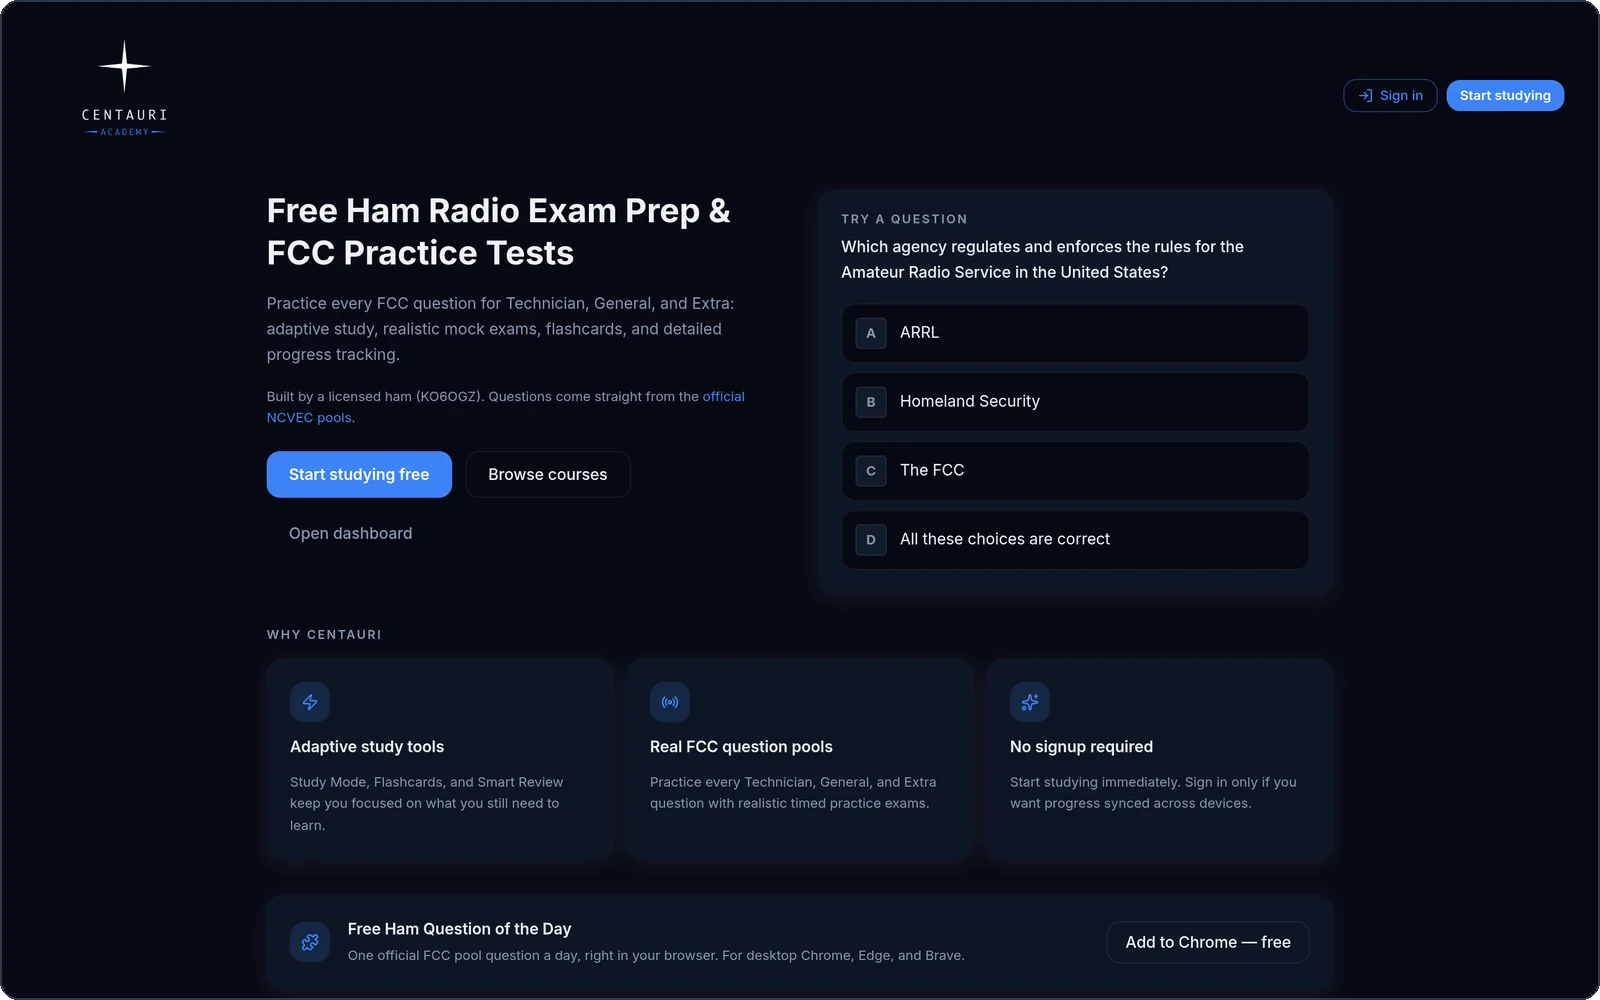 CENTAURI
ACADEMY
Sign in
Start studying
Free Ham Radio Exam Prep &
FCC Practice Tests
Practice every FCC question for Technician, General, and Extra:
adaptive study, realistic mock exams, flashcards, and detailed
progress tracking.
Built by a licensed ham (KO6OGZ). Questions come straight from the official
NCVEC pools.
Start studying free
Browse courses
Open dashboard
TRY A QUESTION
Which agency regulates and enforces the rules for the
Amateur Radio Service in the United States?
A ARRL
B Homeland Security
C The FCC
D All these choices are correct
WHY CENTAURI
Adaptive study tools
Study Mode, Flashcards, and Smart Review
keep you focused on what you still need to
learn.
Real FCC question pools
Practice every Technician, General, and Extra
question with realistic timed practice exams.
No signup required
Start studying immediately. Sign in only if you
want progress synced across devices.
Free Ham Question of the Day
One official FCC pool question a day, right in your browser. For desktop Chrome, Edge, and Brave.
Add to Chrome — free